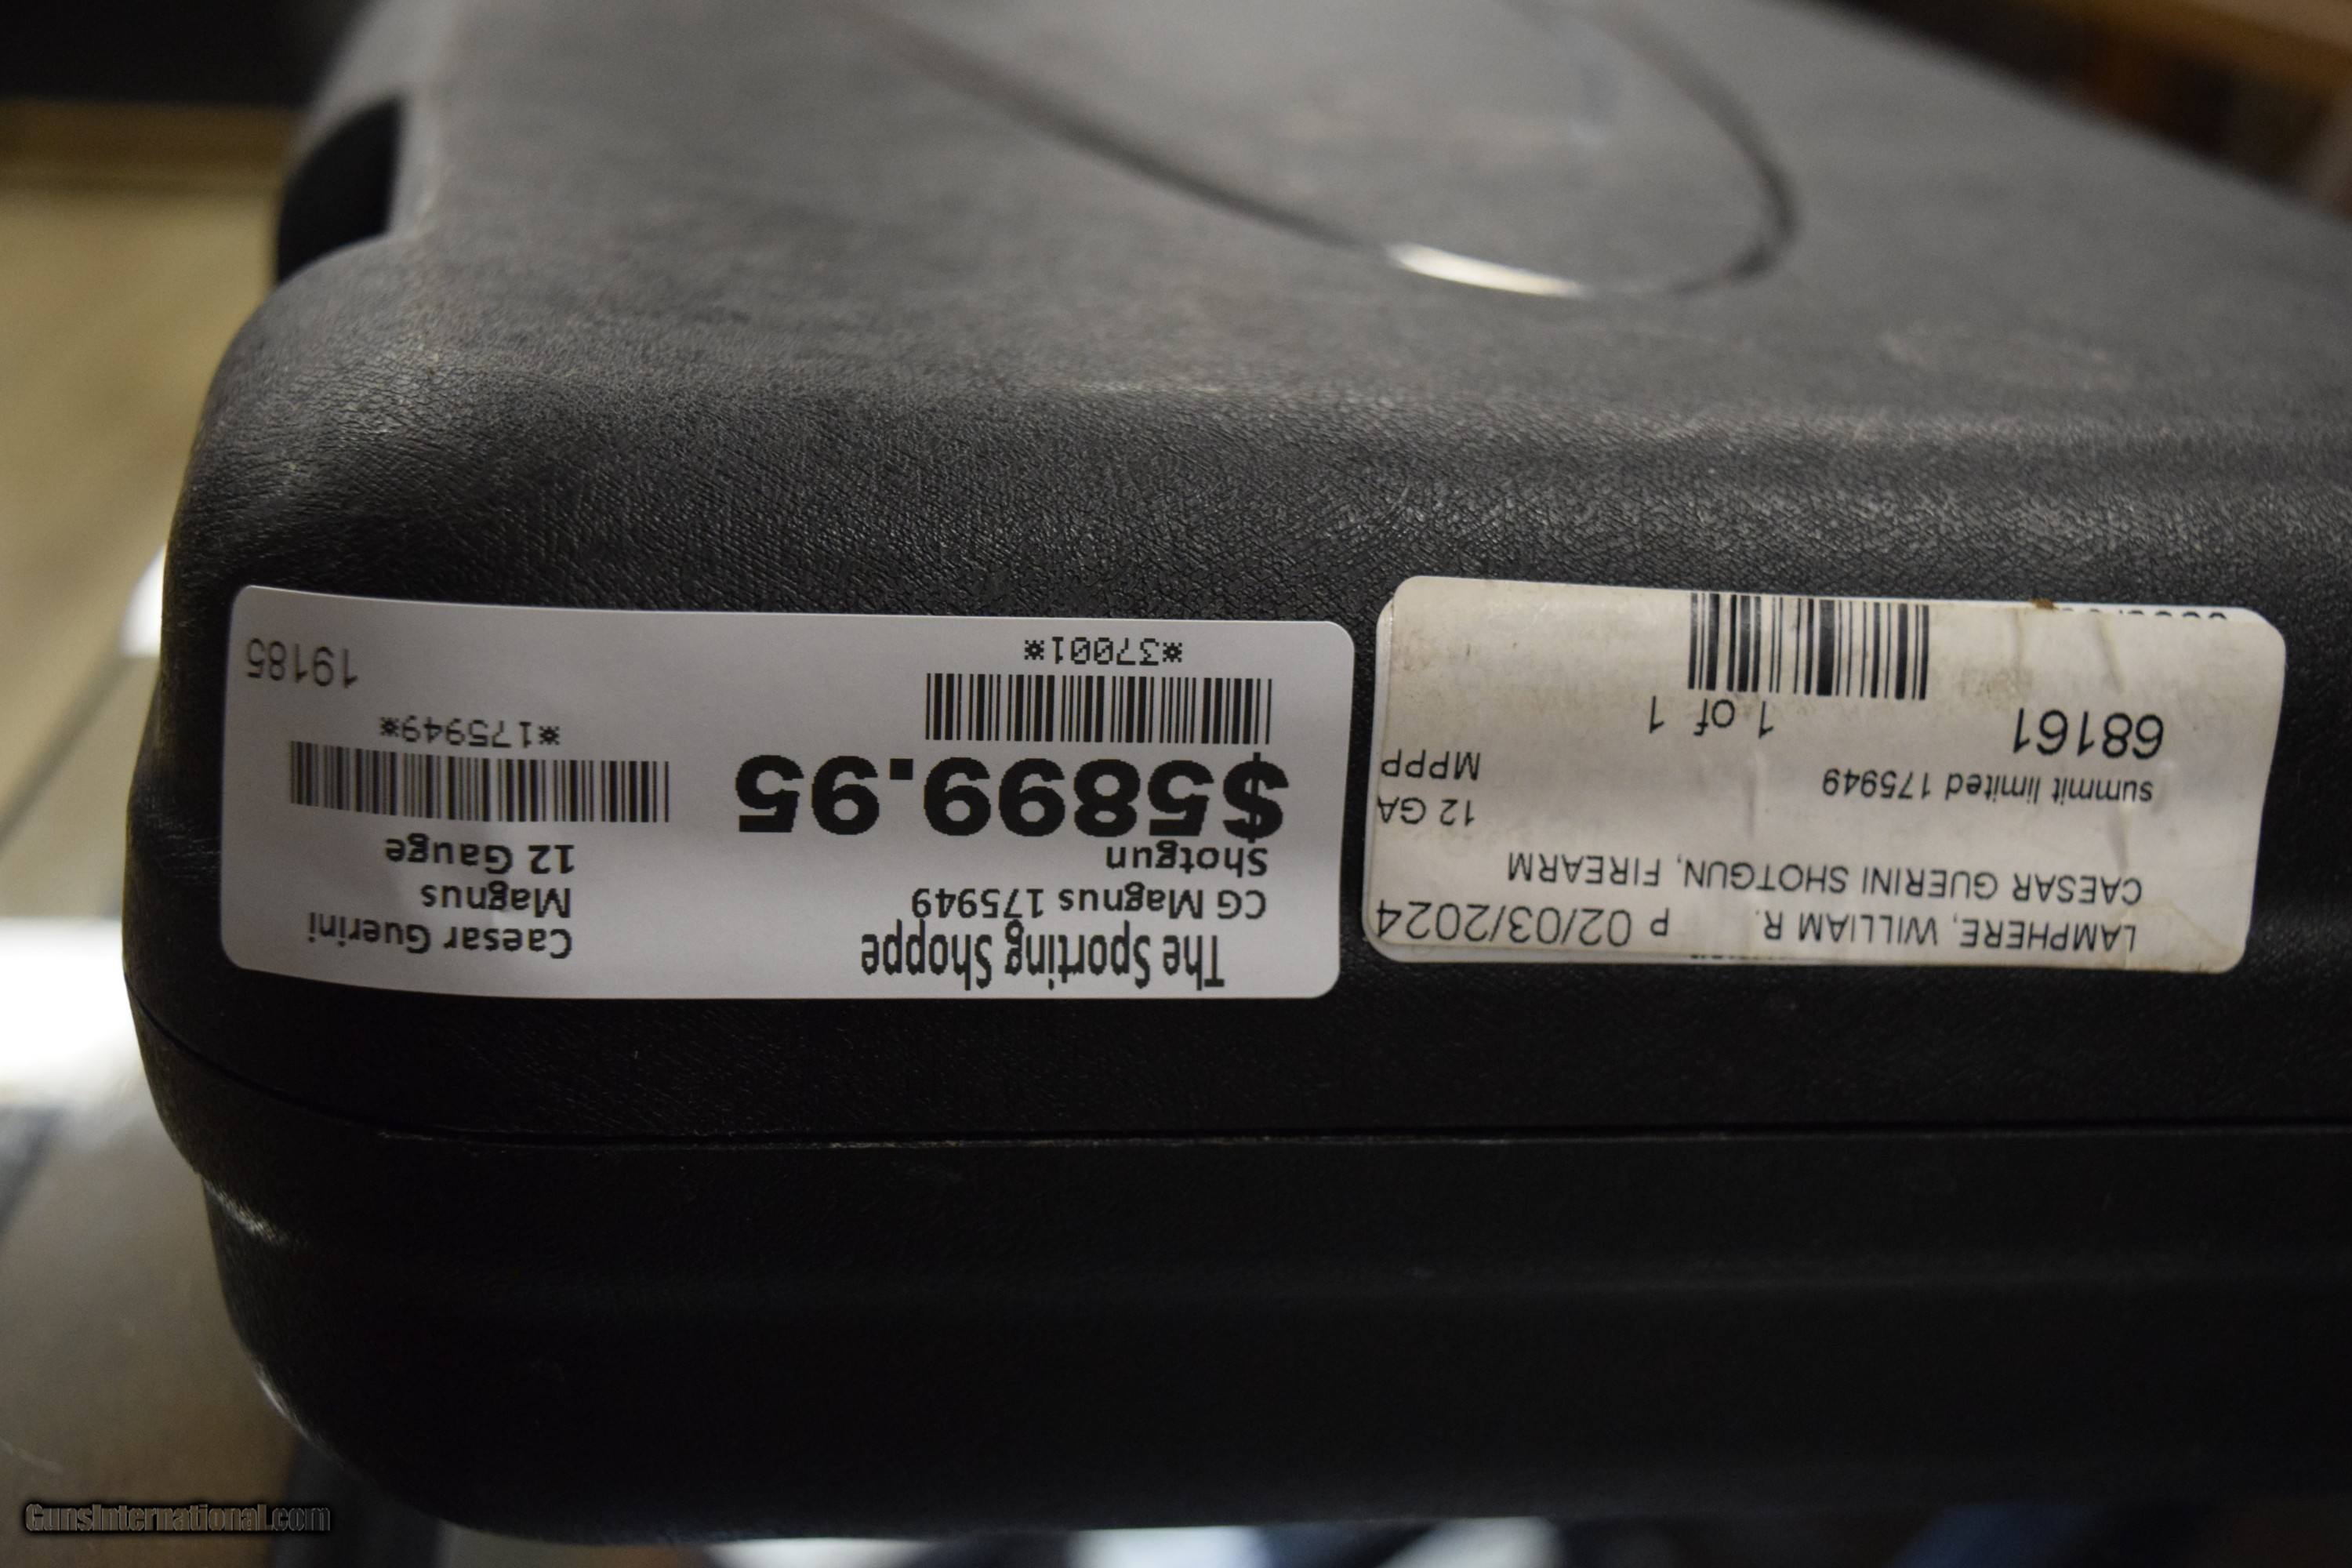 The Sporting Shoppe
CG Magnus 175949
Shotgun
$5899.95
*37001*
Caesar Guerini
Magnus
12 Gauge
*175949*
19185
LAMPHERE, WILLIAM R. P 02/03/2024
CAESAR GUERINI SHOTGUN, FIREARM
12 GA
summit limited 175949
MPPP
68161 1 of 1
GunsInternational.com